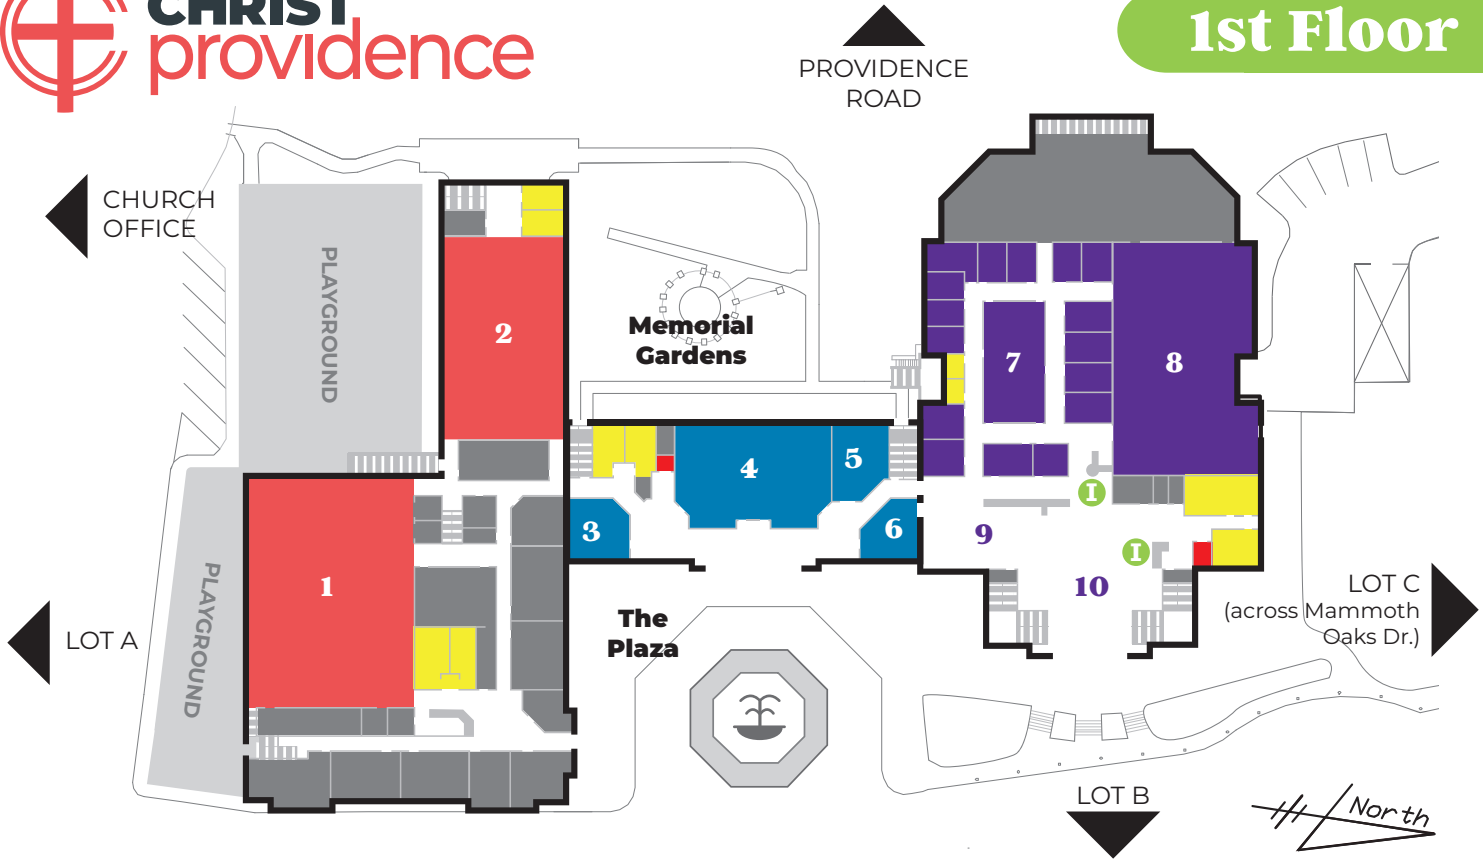 CHRIST
providence
1st Floor
PROVIDENCE
ROAD
CHURCH
OFFICE
PLAYGROUND
2
Memorial
Gardens
7
8
4
5
3
6
I
9
I
10
1
PLAYGROUND
The
Plaza
LOT A
LOT C
(across Mammoth
Oaks Dr.)
LOT B
North